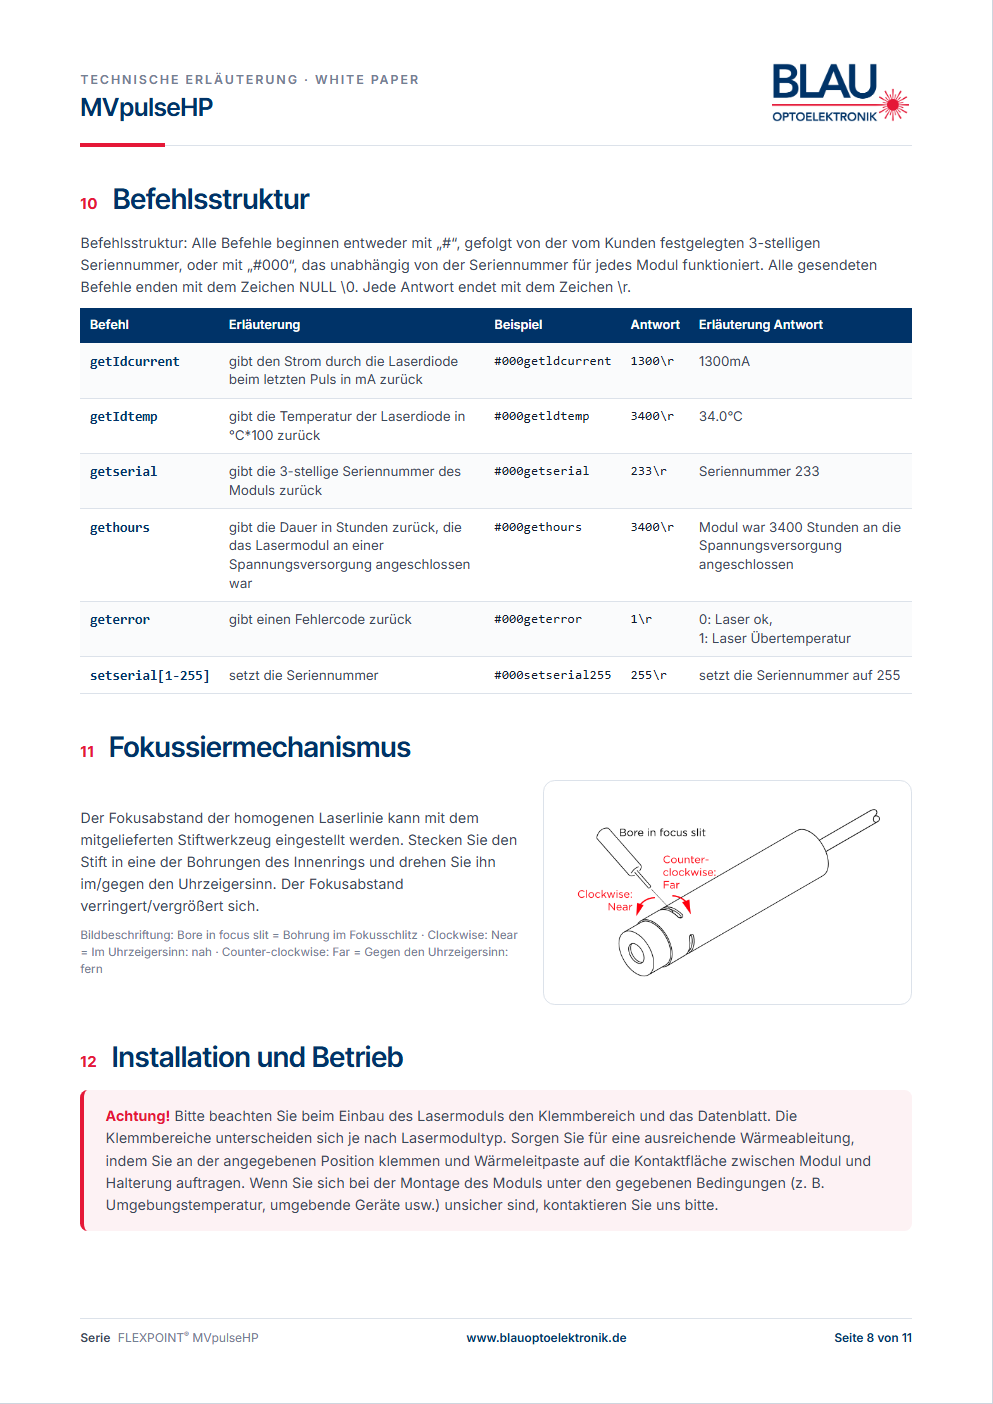 TECHNISCHE ERLÄUTERUNG · WHITE PAPER
MVpulseHP
BLAU
OPTOELEKTRONIK
10 Befehlsstruktur
Befehlsstruktur: Alle Befehle beginnen entweder mit „#“, gefolgt von der vom Kunden festgelegten 3-stelligen
Seriennummer, oder mit „#000“, das unabhängig von der Seriennummer für jedes Modul funktioniert. Alle gesendeten
Befehle enden mit dem Zeichen NULL \0. Jede Antwort endet mit dem Zeichen \r.
Befehl Erläuterung Beispiel Antwort Erläuterung Antwort
getIdcurrent gibt den Strom durch die Laserdiode #000getldcurrent 1300\r 1300mA
beim letzten Puls in mA zurück
getIdtemp gibt die Temperatur der Laserdiode in #000getldtemp 3400\r 34.0°C
°C*100 zurück
getserial gibt die 3-stellige Seriennummer des #000getserial 233\r Seriennummer 233
Moduls zurück
gethours gibt die Dauer in Stunden zurück, die #000gethours 3400\r Modul war 3400 Stunden an die
das Lasermodul an einer Spannungsversorgung
Spannungsversorgung angeschlossen angeschlossen
war
geterror gibt einen Fehlercode zurück #000geterror 1\r 0: Laser ok,
1: Laser Übertemperatur
setserial[1-255] setzt die Seriennummer #000setserial255 255\r setzt die Seriennummer auf 255
11 Fokussiermechanismus
Der Fokusabstand der homogenen Laserlinie kann mit dem
mitgelieferten Stiftwerkzeug eingestellt werden. Stecken Sie den
Stift in eine der Bohrungen des Innenrings und drehen Sie ihn
im/gegen den Uhrzeigersinn. Der Fokusabstand
verringert/vergrößert sich.
Bildbeschriftung: Bore in focus slit = Bohrung im Fokusschlitz · Clockwise: Near
= Im Uhrzeigersinn: nah · Counter-clockwise: Far = Gegen den Uhrzeigersinn:
fern
Bore in focus slit
Counter-
clockwise:
Far
Clockwise:
Near
12 Installation und Betrieb
Achtung! Bitte beachten Sie beim Einbau des Lasermoduls den Klemmbereich und das Datenblatt. Die
Klemmbereiche unterscheiden sich je nach Lasermodultyp. Sorgen Sie für eine ausreichende Wärmeableitung,
indem Sie an der angegebenen Position klemmen und Wärmeleitpaste auf die Kontaktfläche zwischen Modul und
Halterung auftragen. Wenn Sie sich bei der Montage des Moduls unter den gegebenen Bedingungen (z. B.
Umgebungstemperatur, umgebende Geräte usw.) unsicher sind, kontaktieren Sie uns bitte.
Serie FLEXPOINT® MVpulseHP www.blauoptoelektronik.de Seite 8 von 11